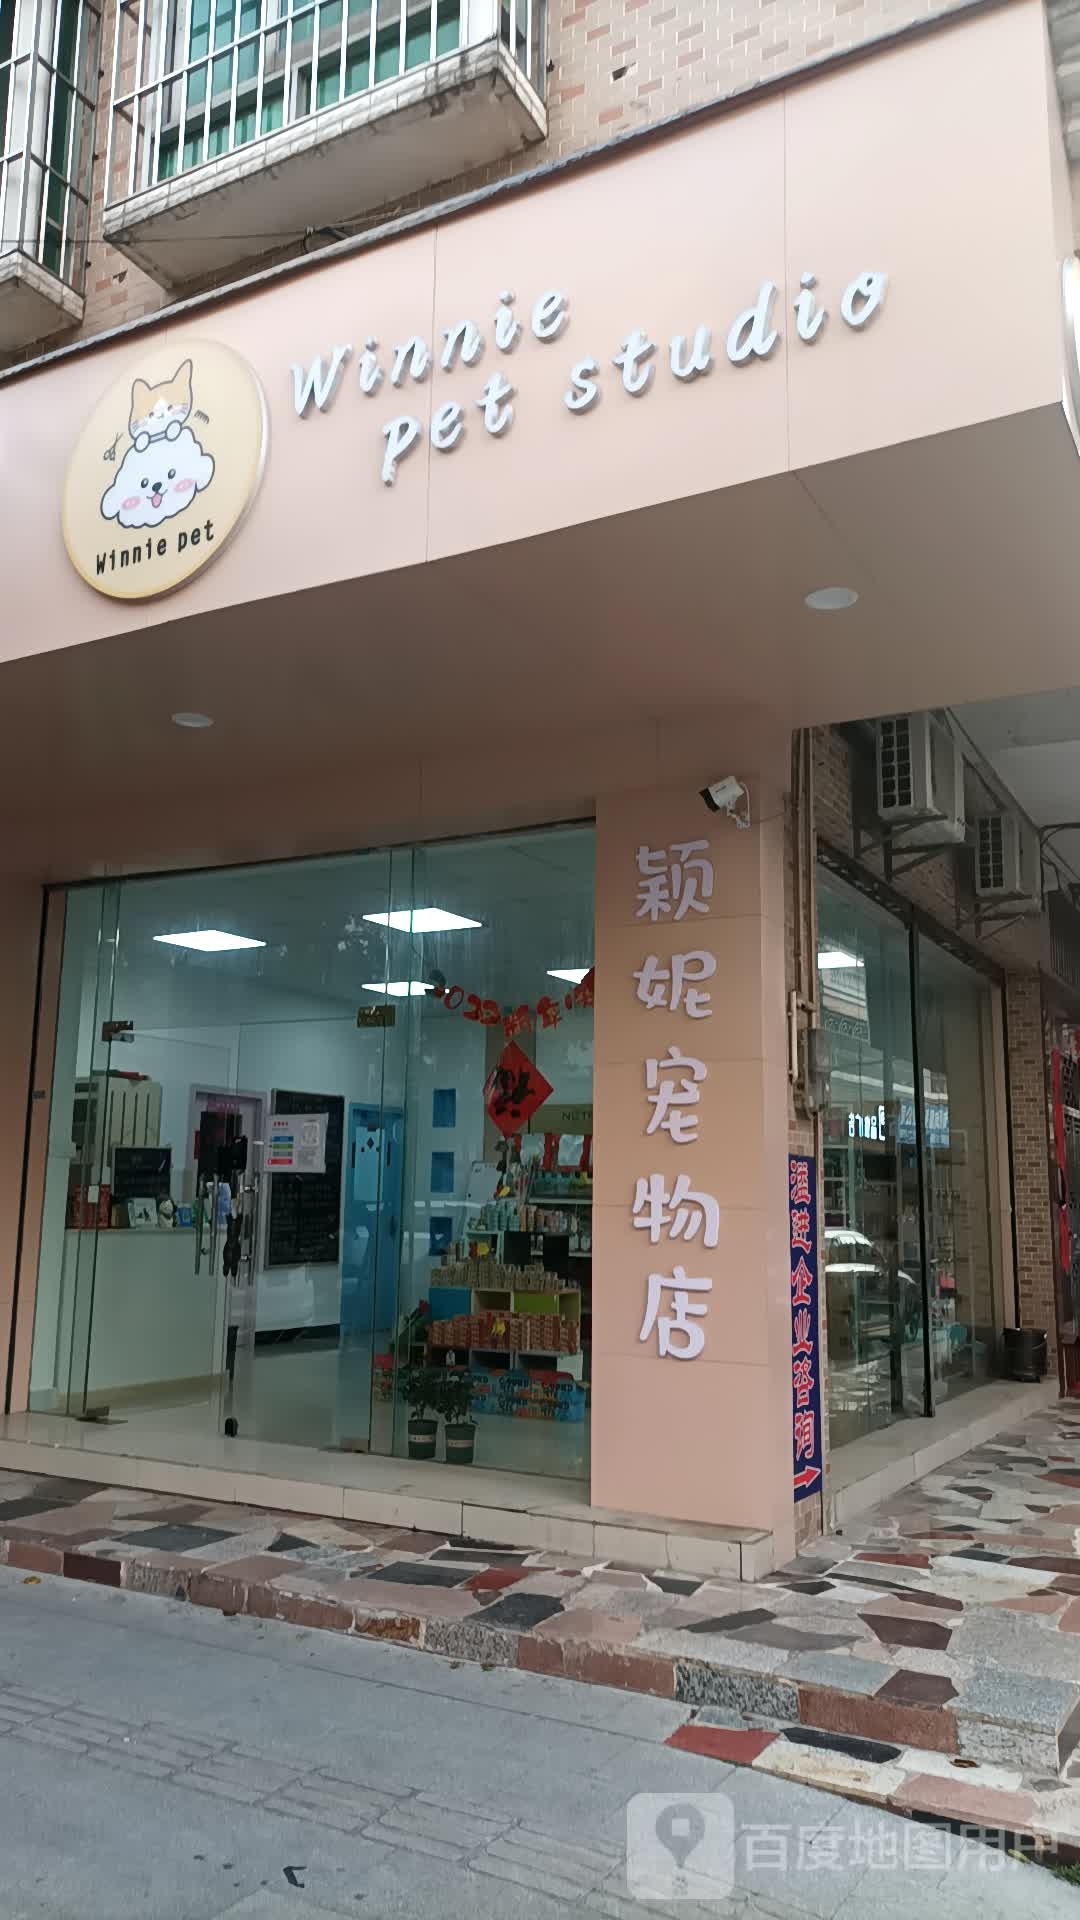 Winnie
pet studio
Winnie pet
颖妮宠物店
溢进企业咨询
百度地图用户